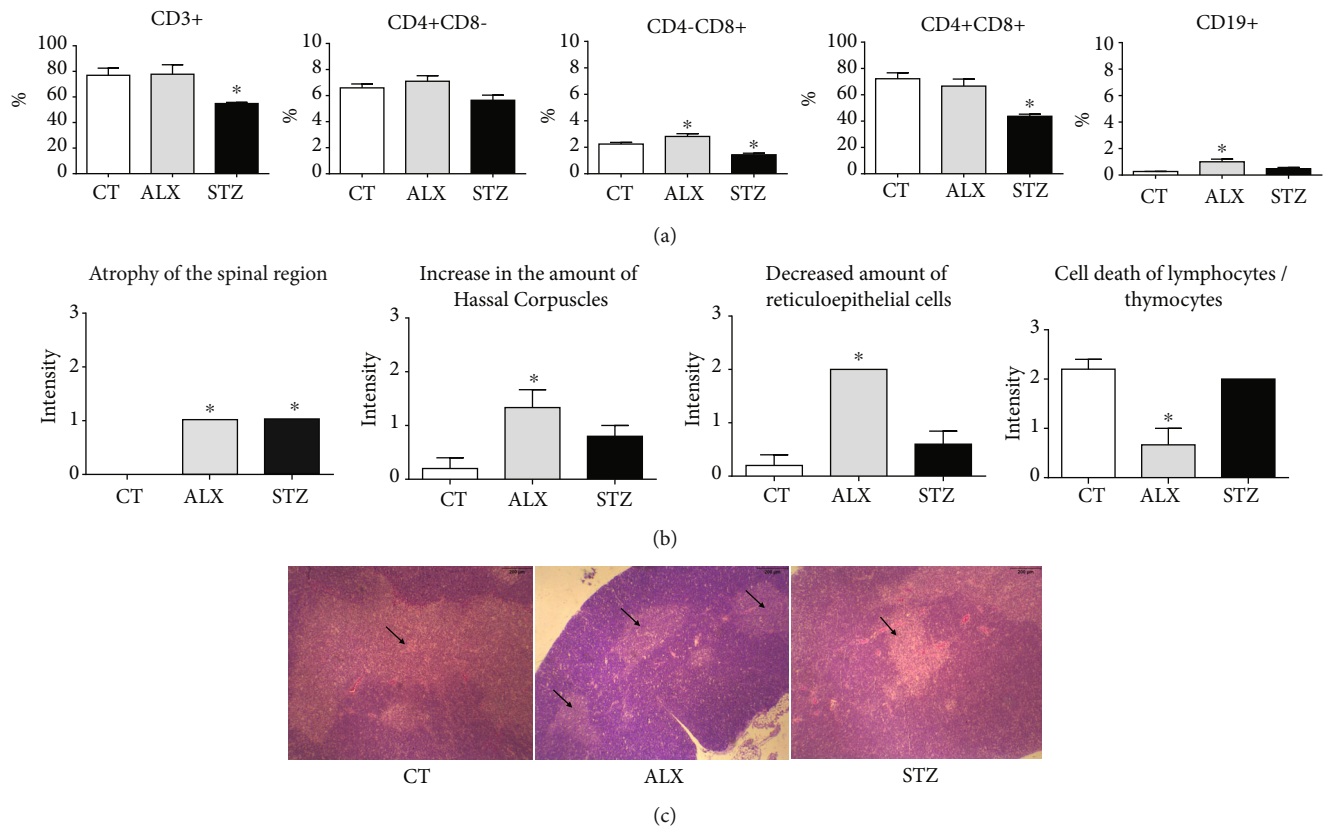 CD3+ CD4+CD8- CD4-CD8+ CD4+CD8+ CD19+
%
100
80
60
40
20
0
*
CT ALX STZ
%
10
8
6
4
2
0
CT ALX STZ
%
10
8
6
4
2
0
* *
CT ALX STZ
%
100
80
60
40
20
0
*
CT ALX STZ
%
10
8
6
4
2
0
*
CT ALX STZ
(a)
Atrophy of the spinal region
Intensity
3
2
1
0
* *
CT ALX STZ
Increase in the amount of
Hassal Corpuscles
Intensity
3
2
1
0
*
CT ALX STZ
Decreased amount of
reticuloepithelial cells
Intensity
3
2
1
0
*
CT ALX STZ
Cell death of lymphocytes /
thymocytes
Intensity
3
2
1
0
*
CT ALX STZ
(b)
CT ALX STZ
(c)